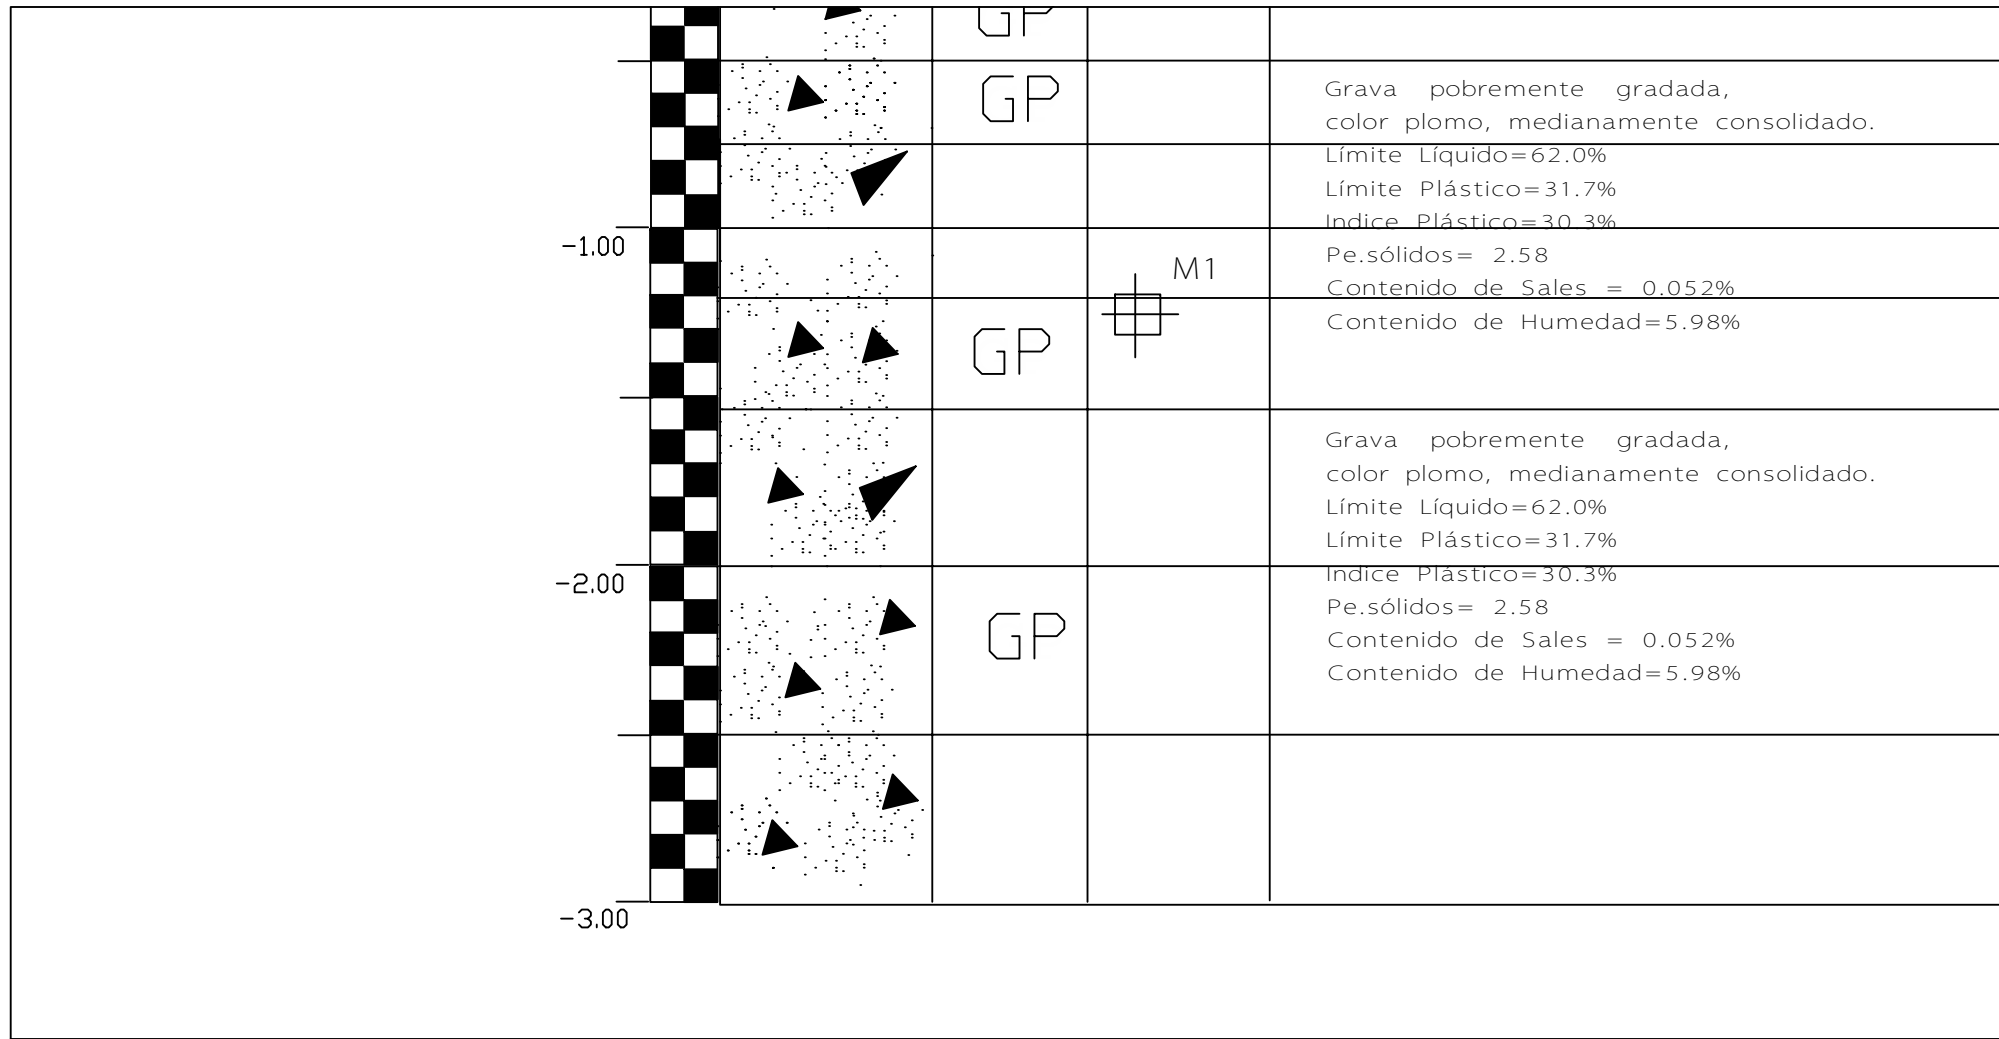 GP
GP
Grava pobremente gradada,
color plomo, medianamente consolidado.
Límite Líquido=62.0%
Límite Plástico=31.7%
Indice Plástico=30.3%
-1.00
Pe.sólidos= 2.58
M1
Contenido de Sales = 0.052%
Contenido de Humedad=5.98%
GP
Grava pobremente gradada,
color plomo, medianamente consolidado.
Límite Líquido=62.0%
Límite Plástico=31.7%
Indice Plástico=30.3%
-2.00
Pe.sólidos= 2.58
GP
Contenido de Sales = 0.052%
Contenido de Humedad=5.98%
-3.00